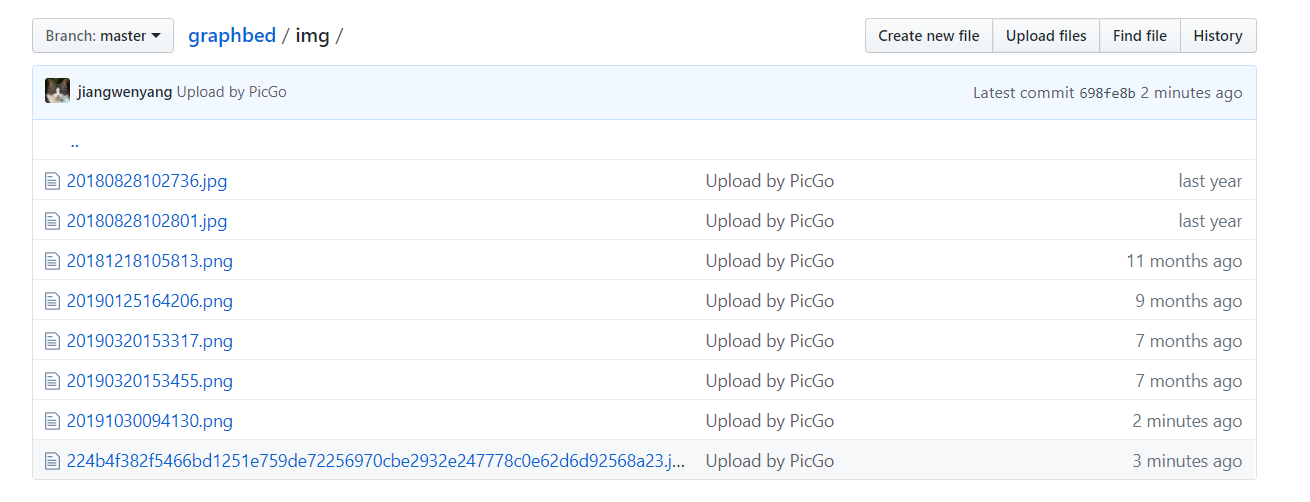 Branch: master graphbed / img / Create new file Upload files Find file History
jiangwenyang Upload by PicGo Latest commit 698fe8b 2 minutes ago
..
20180828102736.jpg Upload by PicGo last year
20180828102801.jpg Upload by PicGo last year
20181218105813.png Upload by PicGo 11 months ago
20190125164206.png Upload by PicGo 9 months ago
20190320153317.png Upload by PicGo 7 months ago
20190320153455.png Upload by PicGo 7 months ago
20191030094130.png Upload by PicGo 2 minutes ago
224b4f382f5466bd1251e759de72256970cbe2932e247778c0e62d6d92568a23.j... Upload by PicGo 3 minutes ago